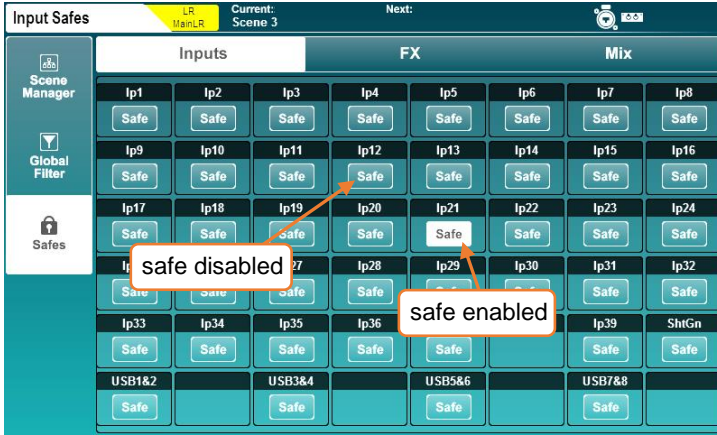 Input Safes
LR
MainLR
Current:
Scene 3
Next:
Scene
Manager
Global
Filter
Safes
Inputs FX Mix
Ip1 Ip2 Ip3 Ip4 Ip5 Ip6 Ip7 Ip8
Safe Safe Safe Safe Safe Safe Safe Safe
Ip9 Ip10 Ip11 Ip12 Ip13 Ip14 Ip15 Ip16
Safe Safe Safe Safe Safe Safe Safe Safe
Ip17 Ip18 Ip19 Ip20 Ip21 Ip22 Ip23 Ip24
Safe Safe Safe Safe Safe Safe Safe Safe
safe disabled
Ip28 Ip29 Ip30 Ip31 Ip32
Safe Safe Safe Safe Safe Safe
safe enabled
Ip33 Ip34 Ip35 Ip36 Ip39 ShtGn
Safe Safe Safe Safe Safe Safe Safe
USB1&2 USB3&4 USB5&6 USB7&8
Safe Safe Safe Safe